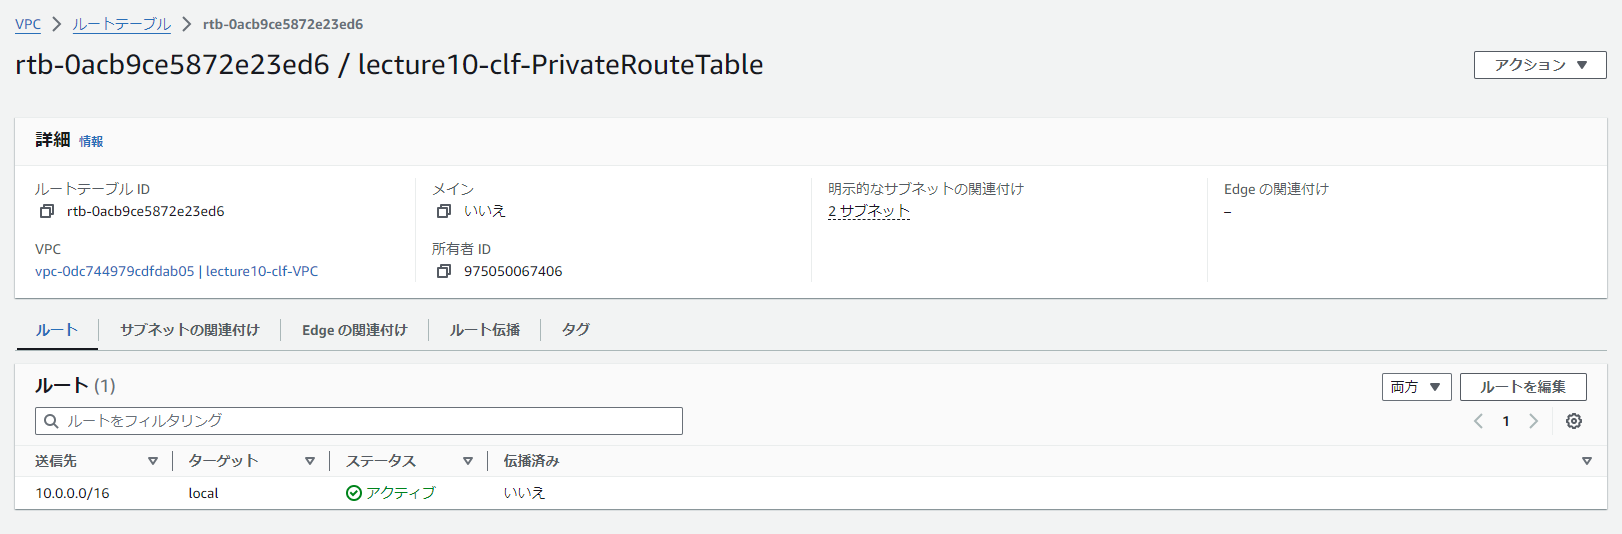 VPC > ルートテーブル > rtb-0acb9ce5872e23ed6
rtb-0acb9ce5872e23ed6 / lecture10-clf-PrivateRouteTable
アクション
詳細 情報
ルートテーブル ID
rtb-0acb9ce5872e23ed6
メイン
いいえ
明示的なサブネットの関連付け
2 サブネット
Edge の関連付け
–
VPC
vpc-0dc744979cdfdab05 | lecture10-clf-VPC
所有者 ID
975050067406
ルート サブネットの関連付け Edge の関連付け ルート伝播 タグ
ルート (1)
両方 ルートを編集
ルートをフィルタリング
1
送信先 ターゲット ステータス 伝播済み
10.0.0.0/16 local アクティブ いいえ